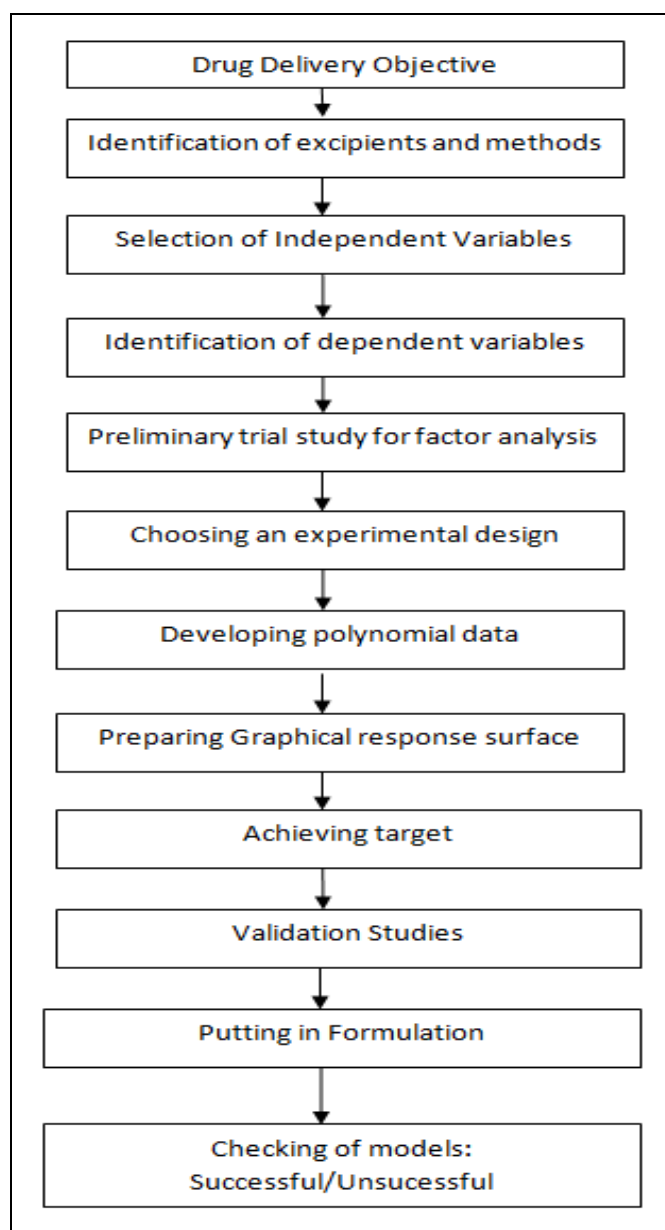 Drug Delivery Objective
Identification of excipients and methods
Selection of Independent Variables
Identification of dependent variables
Preliminary trial study for factor analysis
Choosing an experimental design
Developing polynomial data
Preparing Graphical response surface
Achieving target
Validation Studies
Putting in Formulation
Checking of models:
Successful/Unsucessful